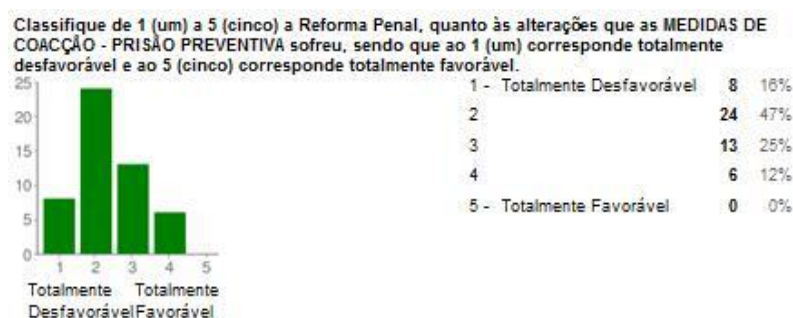 Classifique de 1 (um) a 5 (cinco) a Reforma Penal, quanto às alterações que as MEDIDAS DE
COACÇÃO - PRISÃO PREVENTIVA sofreu, sendo que ao 1 (um) corresponde totalmente
desfavorável e ao 5 (cinco) corresponde totalmente favorável.
25
20
15
10
5
0
1 2 3 4 5
Totalmente Totalmente
Desfavorável Favorável
1 - Totalmente Desfavorável 8 16%
2 24 47%
3 13 25%
4 6 12%
5 - Totalmente Favorável 0 0%